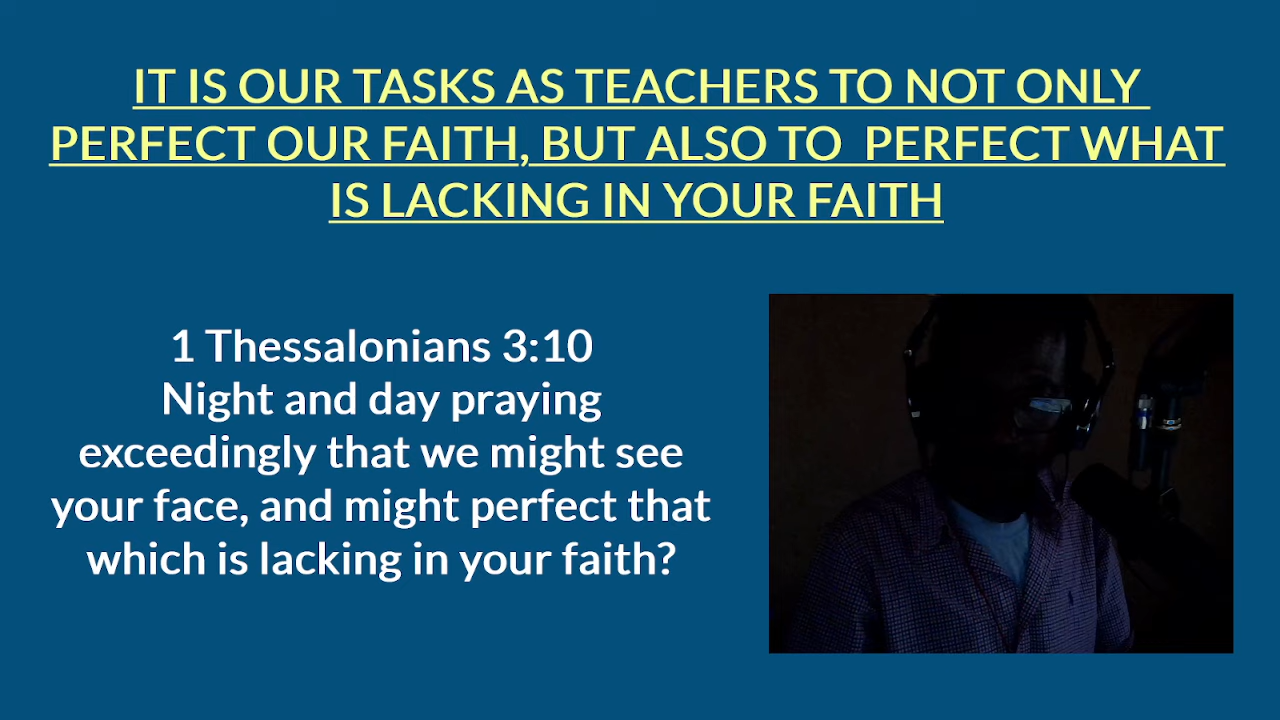 IT IS OUR TASKS AS TEACHERS TO NOT ONLY
PERFECT OUR FAITH, BUT ALSO TO  PERFECT WHAT
IS LACKING IN YOUR FAITH
1 Thessalonians 3:10
Night and day praying
exceedingly that we might see
your face, and might perfect that
which is lacking in your faith?